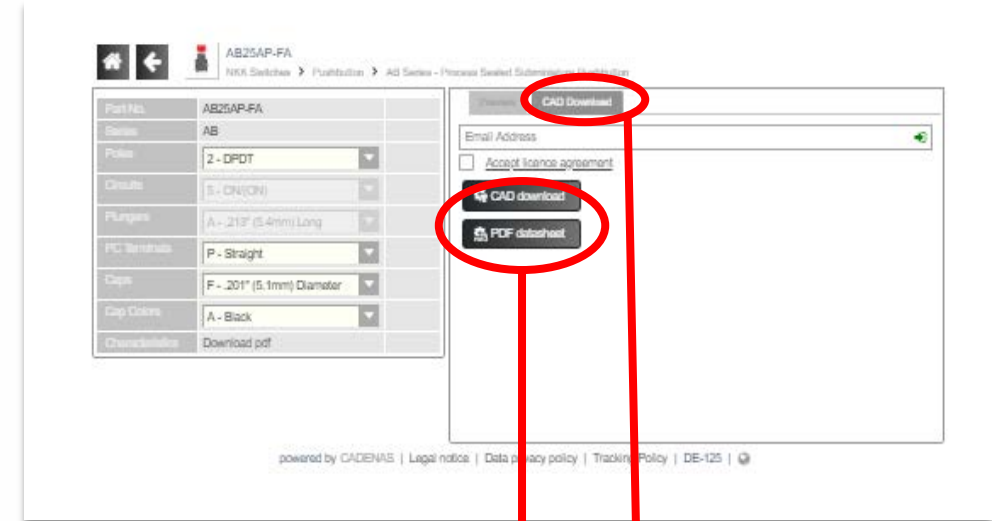 AB25AP-FA
NKK Switches > Pushbutton > AB Series - Process Sealed Subminiature Pushbutton
Part No. AB25AP-FA
Series AB
Poles 2 - DPDT
Circuits 5 - ON/(ON)
Plungers A - .213" (5.4mm) Long
PC Terminals P - Straight
Caps F - .201" (5.1mm) Diameter
Cap Colors A - Black
Characteristics Download pdf
CAD Download
Email Address
Accept licence agreement
CAD download
PDF datasheet
powered by CADENAS | Legal notice | Data privacy policy | Tracking Policy | DE-125 |